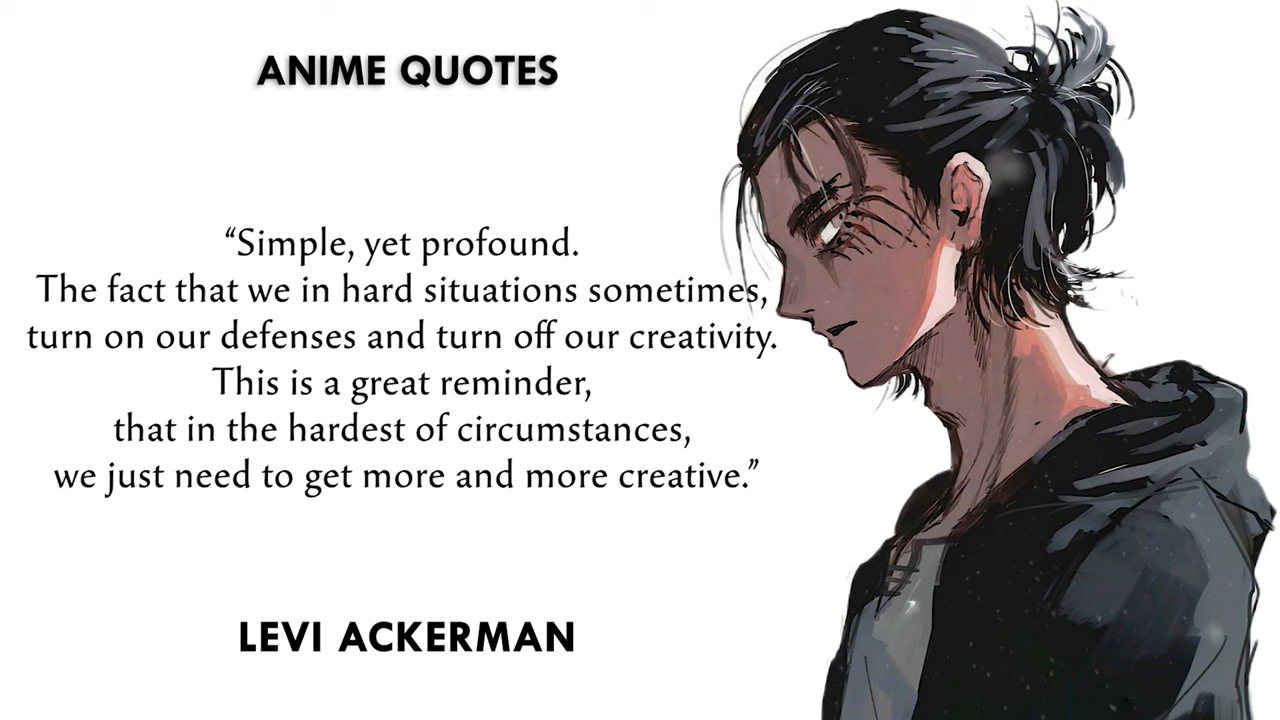 ANIME QUOTES
“Simple, yet profound.
The fact that we in hard situations sometimes,
turn on our defenses and turn off our creativity.
This is a great reminder,
that in the hardest of circumstances,
we just need to get more and more creative.”
LEVI ACKERMAN